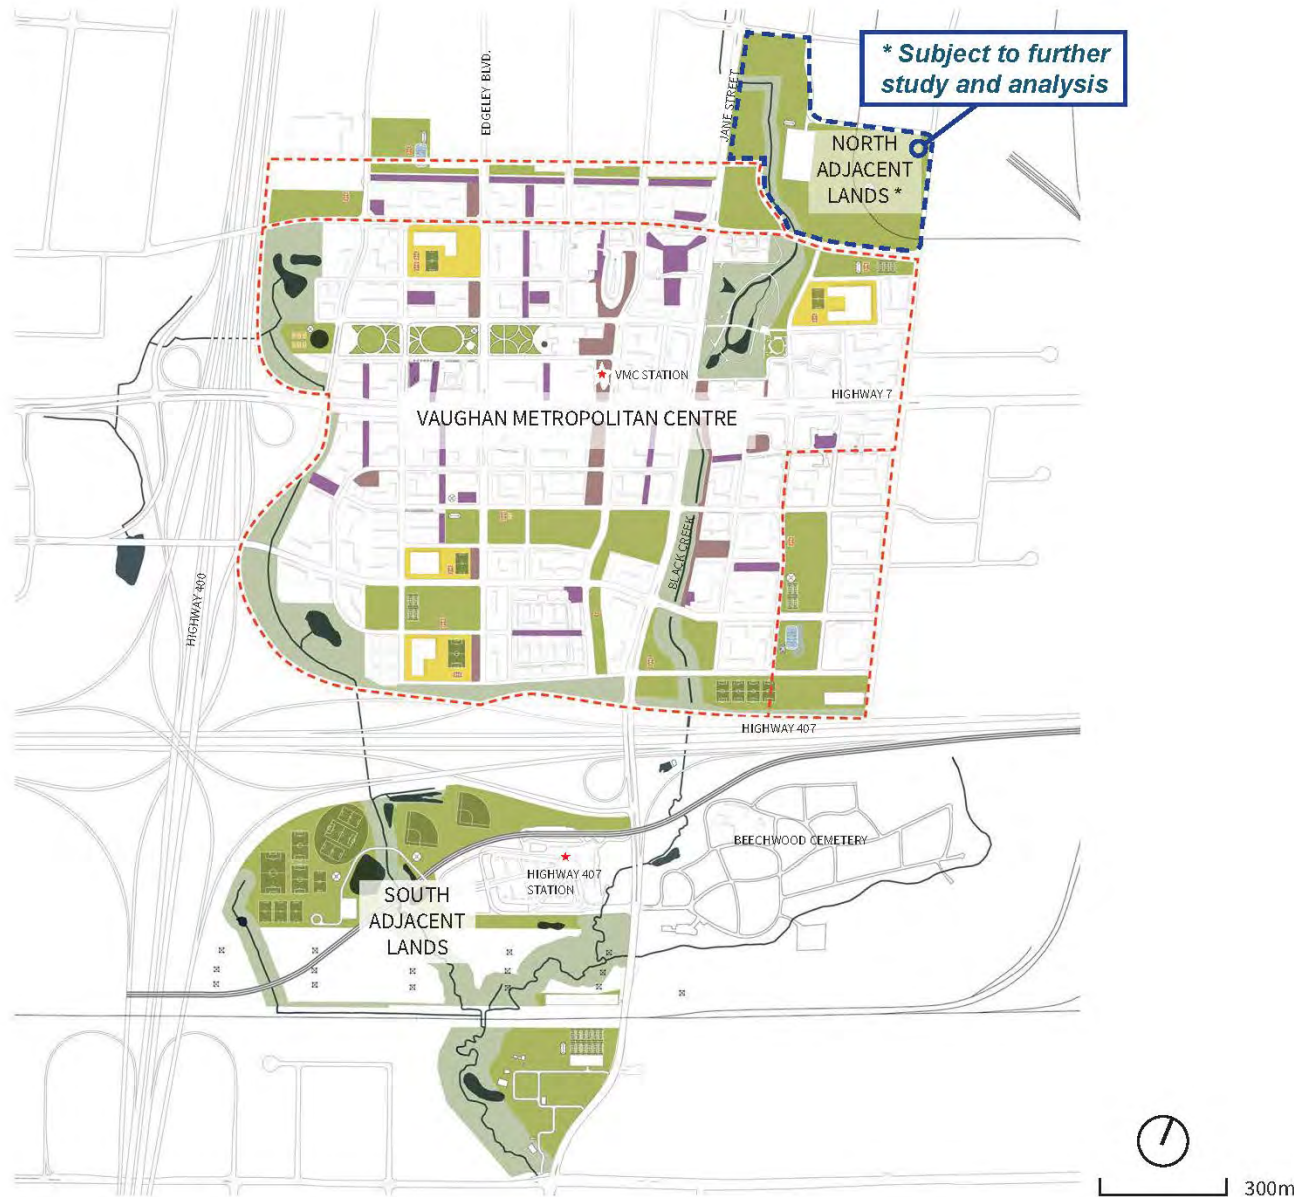 * Subject to further
study and analysis
EDGELEY BLVD.
JANE STREET
NORTH
ADJACENT
LANDS *
VMC STATION
HIGHWAY 7
VAUGHAN METROPOLITAN CENTRE
BLACK CREEK
HIGHWAY 400
HIGHWAY 407
BEECHWOOD CEMETERY
HIGHWAY 407
STATION
SOUTH
ADJACENT
LANDS
300m